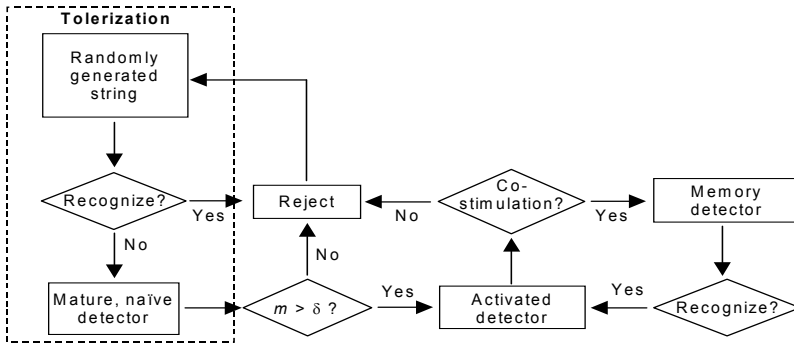 Tolerization
Randomly
generated
string
Recognize?
Yes
No
Mature, naïve
detector
Reject
No
m > δ ?
Yes
Co-
stimulation?
No
Yes
Activated
detector
Memory
detector
Yes
Recognize?